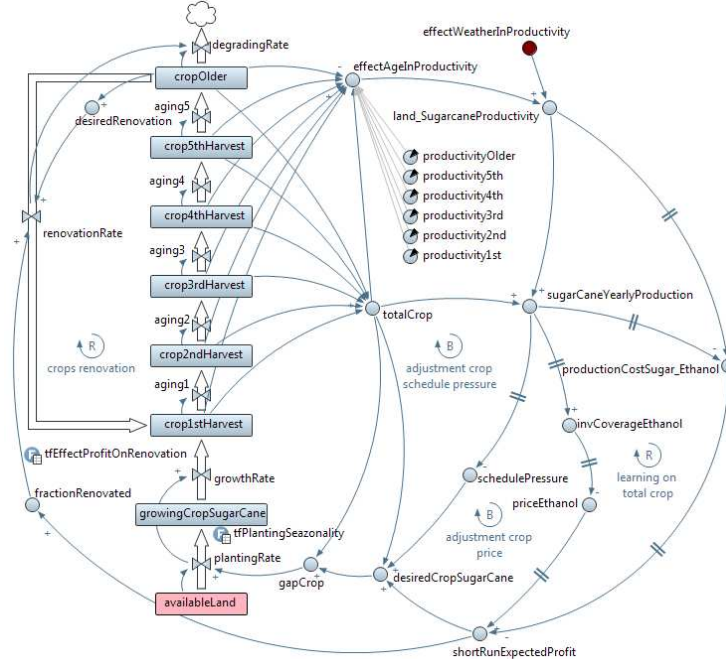 degradingRate
effectWeatherInProductivity
effectAgeInProductivity
cropOlder
aging5
desiredRenovation
land_SugarcaneProductivity
crop5thHarvest
productivityOlder
productivity5th
aging4
productivity4th
crop4thHarvest
productivity3rd
renovationRate
productivity2nd
aging3
productivity1st
crop3rdHarvest
sugarCaneYearlyProduction
totalCrop
aging2
R
crops renovation
B
adjustment crop
schedule pressure
crop2ndHarvest
productionCostSugar_Ethanol
aging1
crop1stHarvest
invCoverageEthanol
tfEffectProfitOnRenovation
R
learning on
total crop
growthRate
schedulePressure
fractionRenovated
growingCropSugarCane
priceEthanol
B
adjustment crop
price
tfPlantingSeazonality
plantingRate
gapCrop
desiredCropSugarCane
availableLand
shortRunExpectedProfit